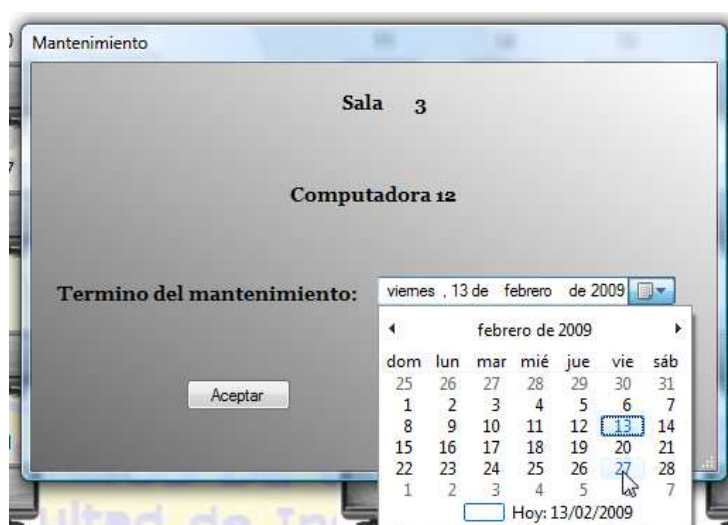 Mantenimiento
Sala 3
Computadora 12
Termino del mantenimiento: viernes , 13 de febrero de 2009
febrero de 2009
dom lun mar mié jue vie sáb
25 26 27 28 29 30 31
1 2 3 4 5 6 7
Aceptar
8 9 10 11 12 13 14
15 16 17 18 19 20 21
22 23 24 25 26 27 28
1 2 3 4 5 7
Hoy: 13/02/2009